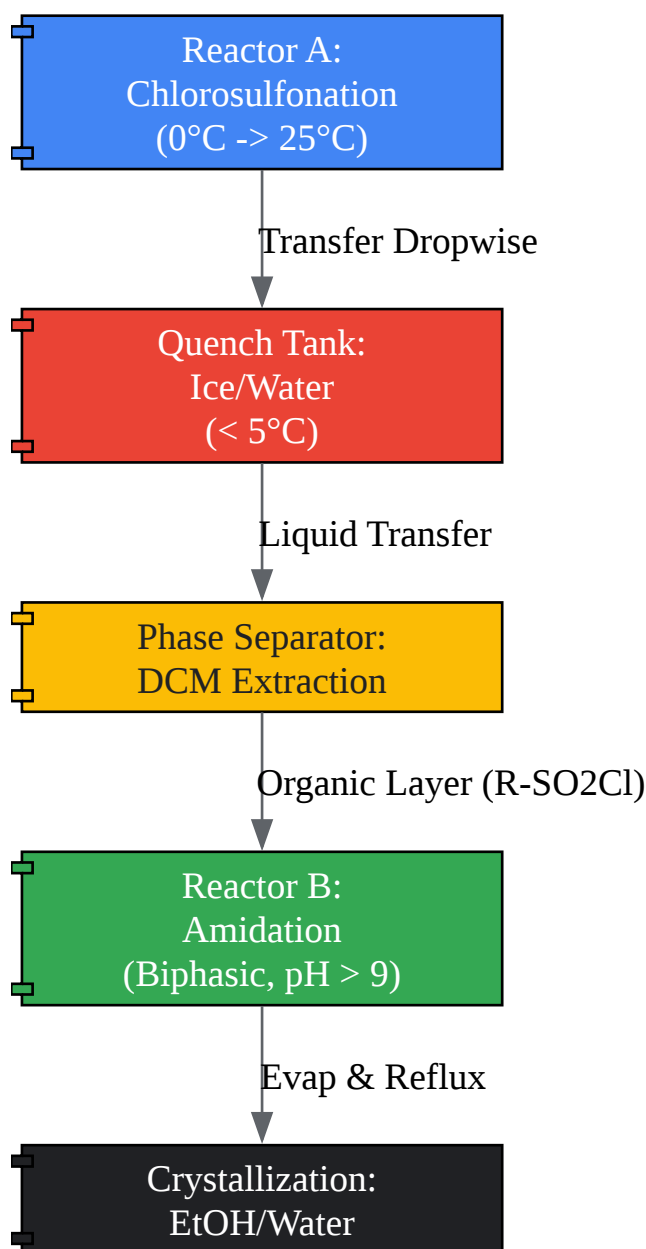 Reactor A:
Chlorosulfonation
(0°C -> 25°C)
Transfer Dropwise
Quench Tank:
Ice/Water
(< 5°C)
Liquid Transfer
Phase Separator:
DCM Extraction
Organic Layer (R-SO2Cl)
Reactor B:
Amidation
(Biphasic, pH > 9)
Evap & Reflux
Crystallization:
EtOH/Water